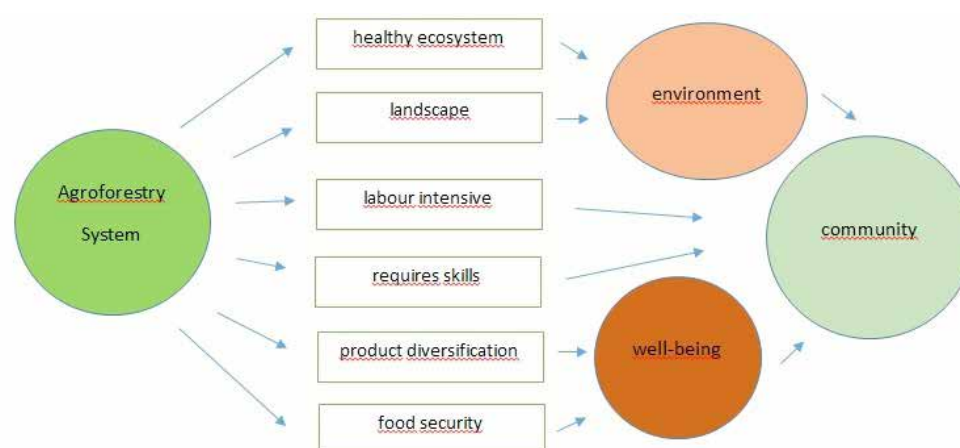 Agroforestry
System
healthy ecosystem
landscape
labour intensive
requires skills
product diversification
food security
environment
well-being
community